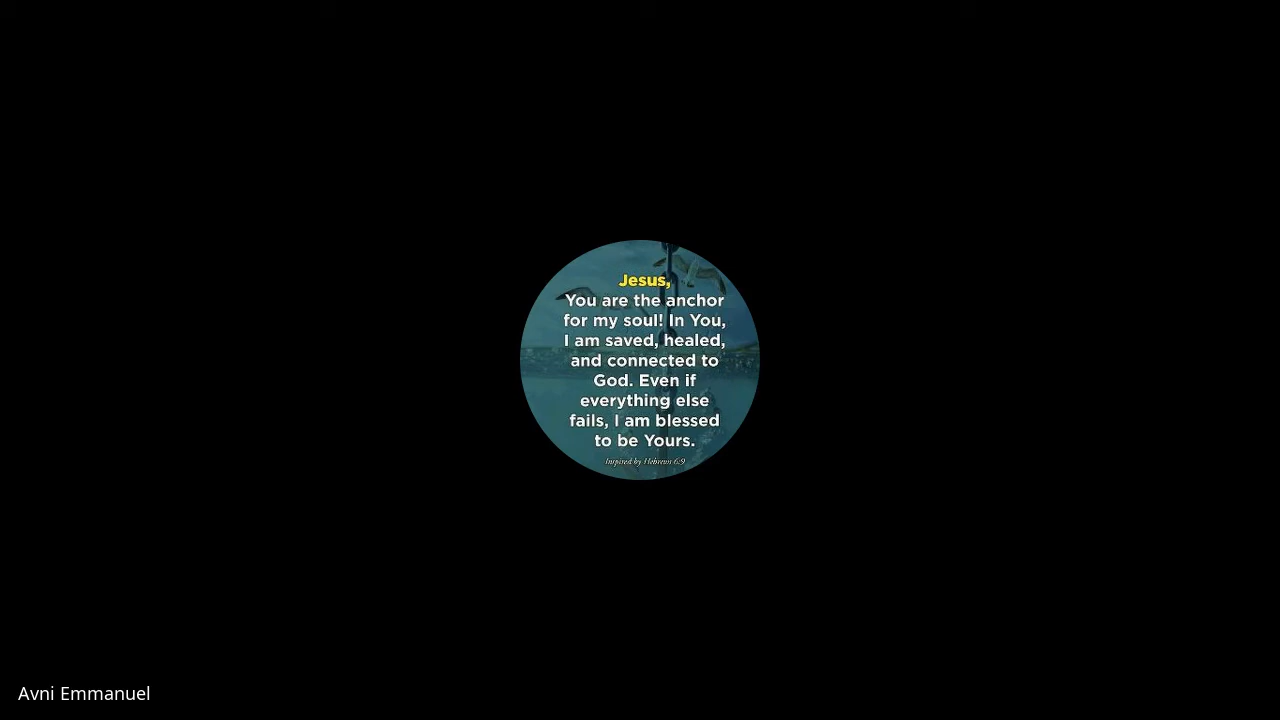 Jesus,
You are the anchor
for my soul! In You,
I am saved, healed,
and connected to
God. Even if
everything else
fails, I am blessed
to be Yours.
Inspired by Hebrews 6:9
Avni Emmanuel